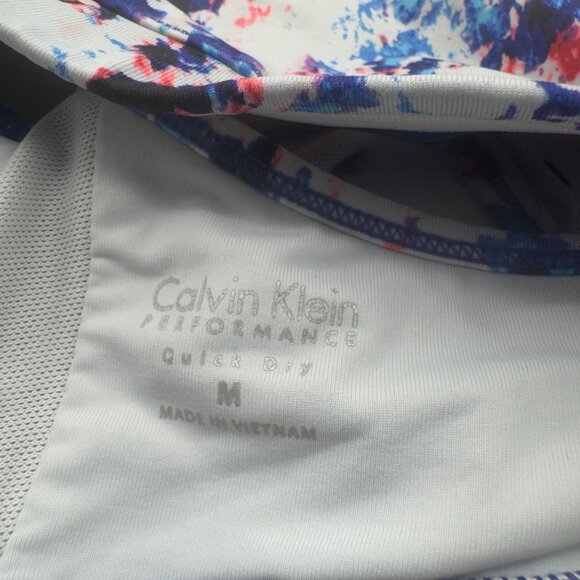 Calvin Klein
PERFORMANCE
Quick Dry
M
MADE IN VIETNAM